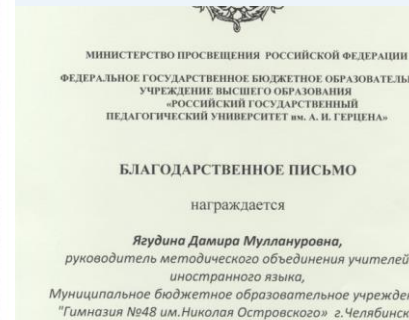 МИНИСТЕРСТВО ПРОСВЕЩЕНИЯ РОССИЙСКОЙ ФЕДЕРАЦИИ
ФЕДЕРАЛЬНОЕ ГОСУДАРСТВЕННОЕ БЮДЖЕТНОЕ ОБРАЗОВАТЕЛЬ
УЧРЕЖДЕНИЕ ВЫСШЕГО ОБРАЗОВАНИЯ
«РОССИЙСКИЙ ГОСУДАРСТВЕННЫЙ
ПЕДАГОГИЧЕСКИЙ УНИВЕРСИТЕТ им. А. И. ГЕРЦЕНА»
БЛАГОДАРСТВЕННОЕ ПИСЬМО
награждается
Ягудина Дамира Муллануровна,
руководитель методического объединения учителей
иностранного языка,
Муниципальное бюджетное образовательное учрежде
"Гимназия №48 им.Николая Островского» г.Челябинск